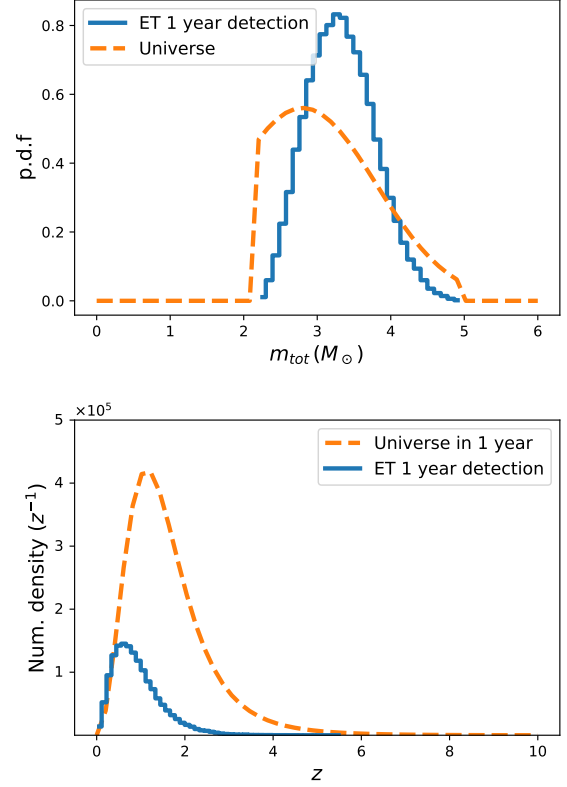 ET 1 year detection
Universe
p.d.f
0.8
0.6
0.4
0.2
0.0
0 1 2 3 4 5 6
m_{tot} (M_⊙)
×10^5
Universe in 1 year
ET 1 year detection
Num. density (z^{-1})
5
4
3
2
1
0 2 4 6 8 10
z